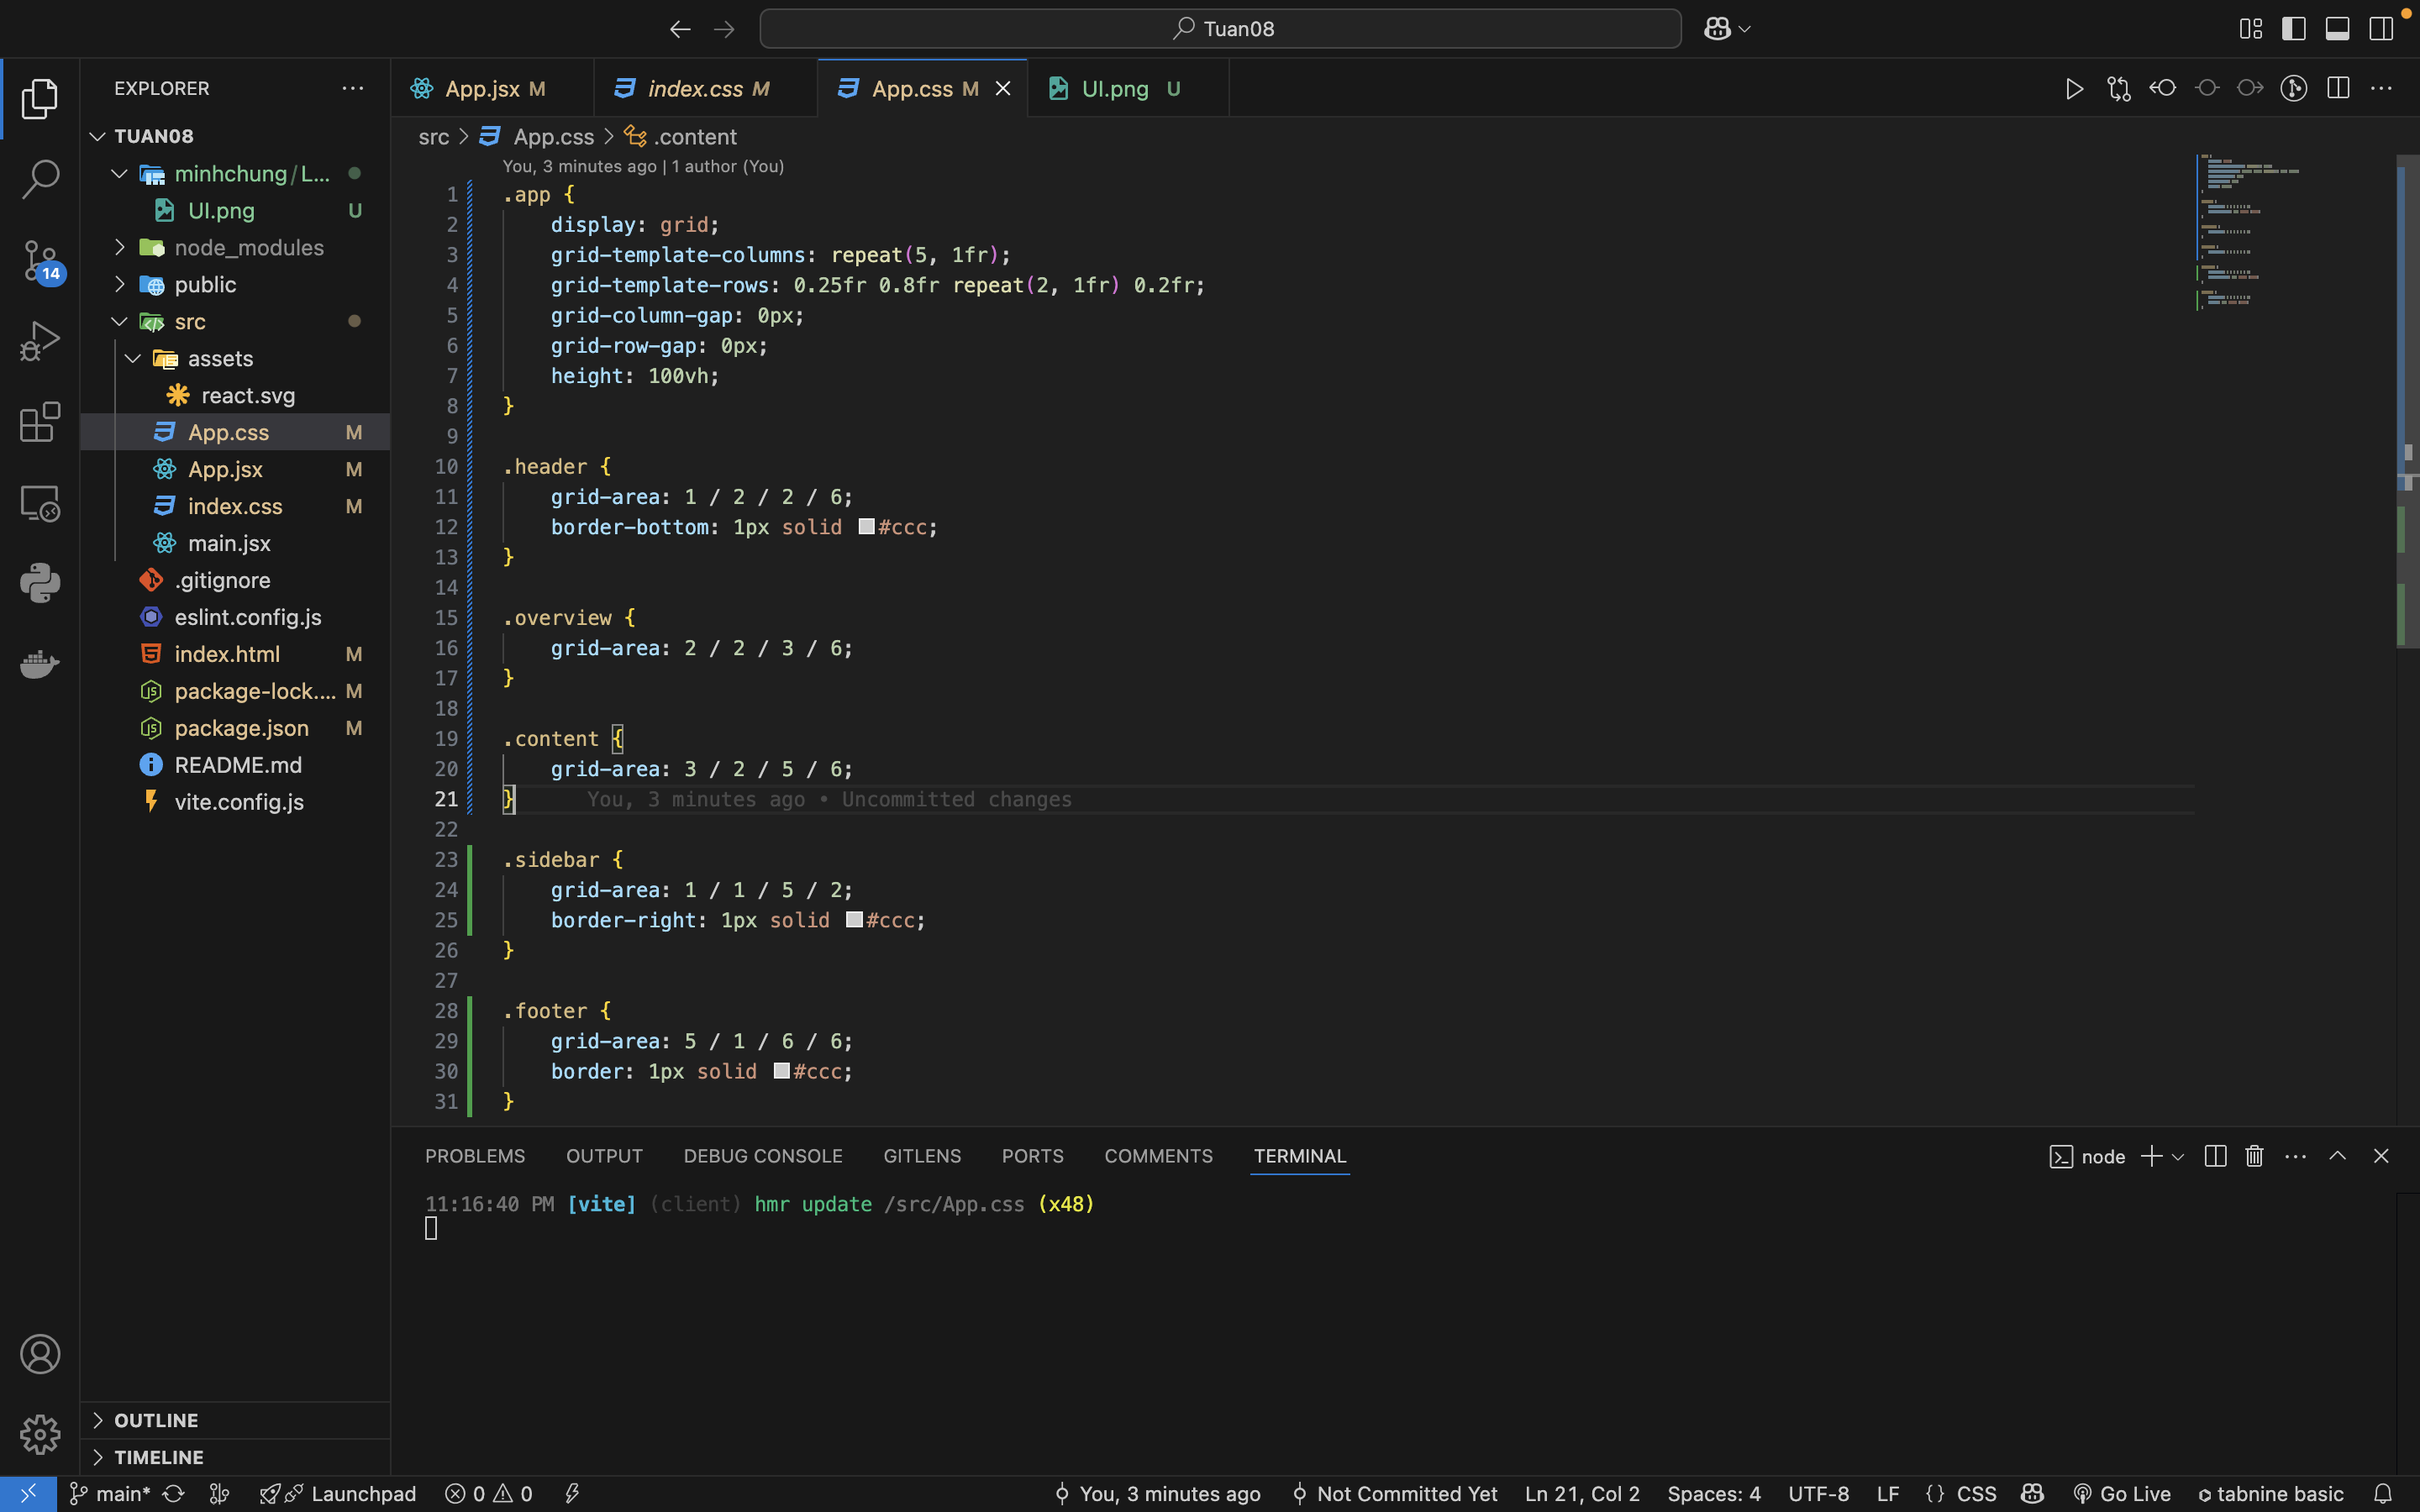 Tuan08
EXPLORER
TUAN08
minhchung/L...
UI.png U
node_modules
public
src
assets
react.svg
App.css M
App.jsx M
index.css M
main.jsx
.gitignore
eslint.config.js
index.html M
package-lock.... M
package.json M
README.md
vite.config.js
OUTLINE
TIMELINE
14
App.jsx M
index.css M
App.css M
UI.png U
src > App.css > .content
You, 3 minutes ago | 1 author (You)
1 .app {
2 display: grid;
3 grid-template-columns: repeat(5, 1fr);
4 grid-template-rows: 0.25fr 0.8fr repeat(2, 1fr) 0.2fr;
5 grid-column-gap: 0px;
6 grid-row-gap: 0px;
7 height: 100vh;
8 }
9
10 .header {
11 grid-area: 1 / 2 / 2 / 6;
12 border-bottom: 1px solid #ccc;
13 }
14
15 .overview {
16 grid-area: 2 / 2 / 3 / 6;
17 }
18
19 .content {
20 grid-area: 3 / 2 / 5 / 6;
21 } You, 3 minutes ago • Uncommitted changes
22
23 .sidebar {
24 grid-area: 1 / 1 / 5 / 2;
25 border-right: 1px solid #ccc;
26 }
27
28 .footer {
29 grid-area: 5 / 1 / 6 / 6;
30 border: 1px solid #ccc;
31 }
PROBLEMS OUTPUT DEBUG CONSOLE GITLENS PORTS COMMENTS TERMINAL
node
11:16:40 PM [vite] (client) hmr update /src/App.css (x48)
main* Launchpad 0 0 You, 3 minutes ago Not Committed Yet Ln 21, Col 2 Spaces: 4 UTF-8 LF {} CSS Go Live tabnine basic